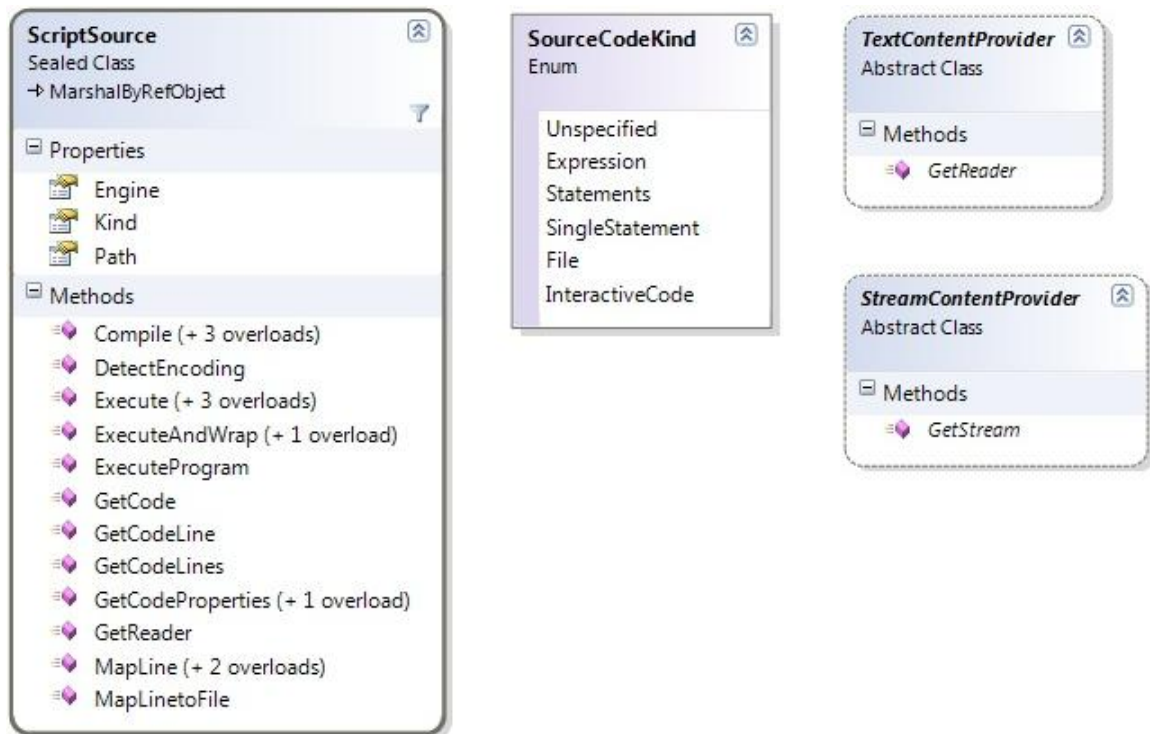 ScriptSource
Sealed Class
MarshalByRefObject
Properties
Engine
Kind
Path
Methods
Compile (+ 3 overloads)
DetectEncoding
Execute (+ 3 overloads)
ExecuteAndWrap (+ 1 overload)
ExecuteProgram
GetCode
GetCodeLine
GetCodeLines
GetCodeProperties (+ 1 overload)
GetReader
MapLine (+ 2 overloads)
MapLinetoFile
SourceCodeKind
Enum
Unspecified
Expression
Statements
SingleStatement
File
InteractiveCode
TextContentProvider
Abstract Class
Methods
GetReader
StreamContentProvider
Abstract Class
Methods
GetStream